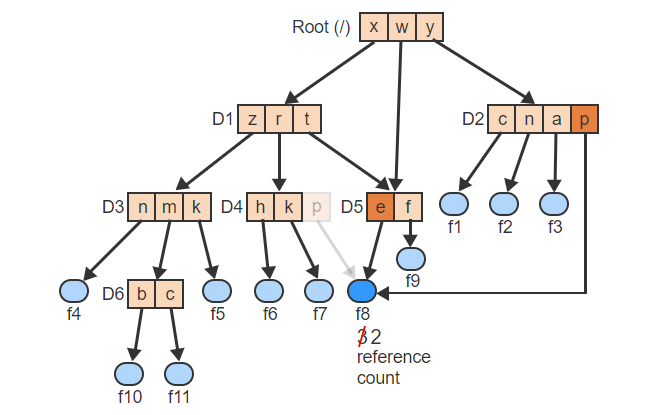 Root (/) x w y
D1 z r t
D2 c n a p
D3 n m k
D4 h k p
D5 e f
f1 f2 f3
f9
D6 b c
f4 f5 f6 f7 f8
3 2
reference
count
f10 f11